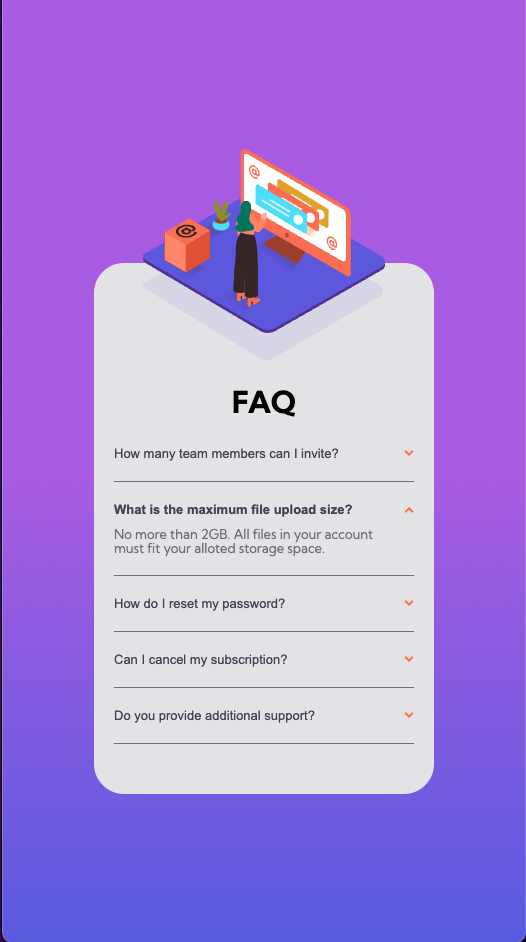 @
@
@
FAQ
How many team members can I invite?
What is the maximum file upload size?
No more than 2GB. All files in your account
must fit your alloted storage space.
How do I reset my password?
Can I cancel my subscription?
Do you provide additional support?